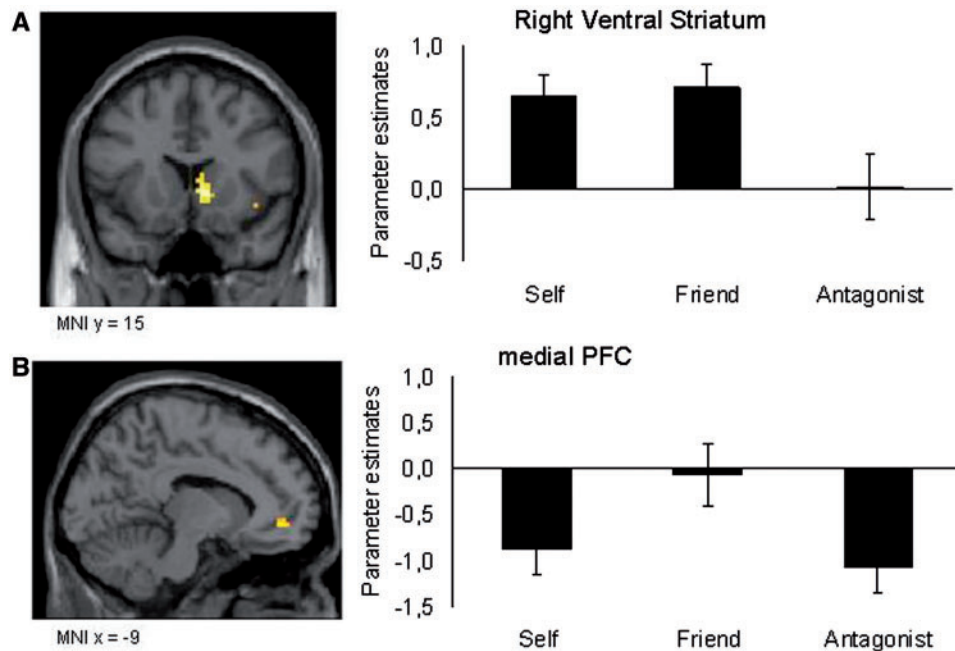 A
Right Ventral Striatum
Parameter estimates
1,0
0,5
0,0
-0,5
Self Friend Antagonist
MNI y = 15
B
medial PFC
Parameter estimates
1,0
0,5
0,0
-0,5
-1,0
-1,5
Self Friend Antagonist
MNI x = -9